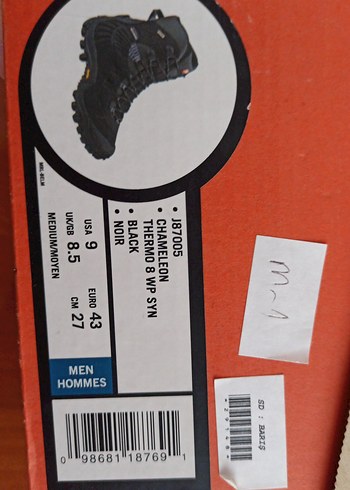 • J87005
• CHAMELEON
THERMO 8 WP SYN
• BLACK
• NOIR
USA 9
EURO 43
UK/GB 8.5
CM 27
MEDIUM/MOYEN
MEN
HOMMES
0 98681 18769 1
m-1
SD : BARIŞ